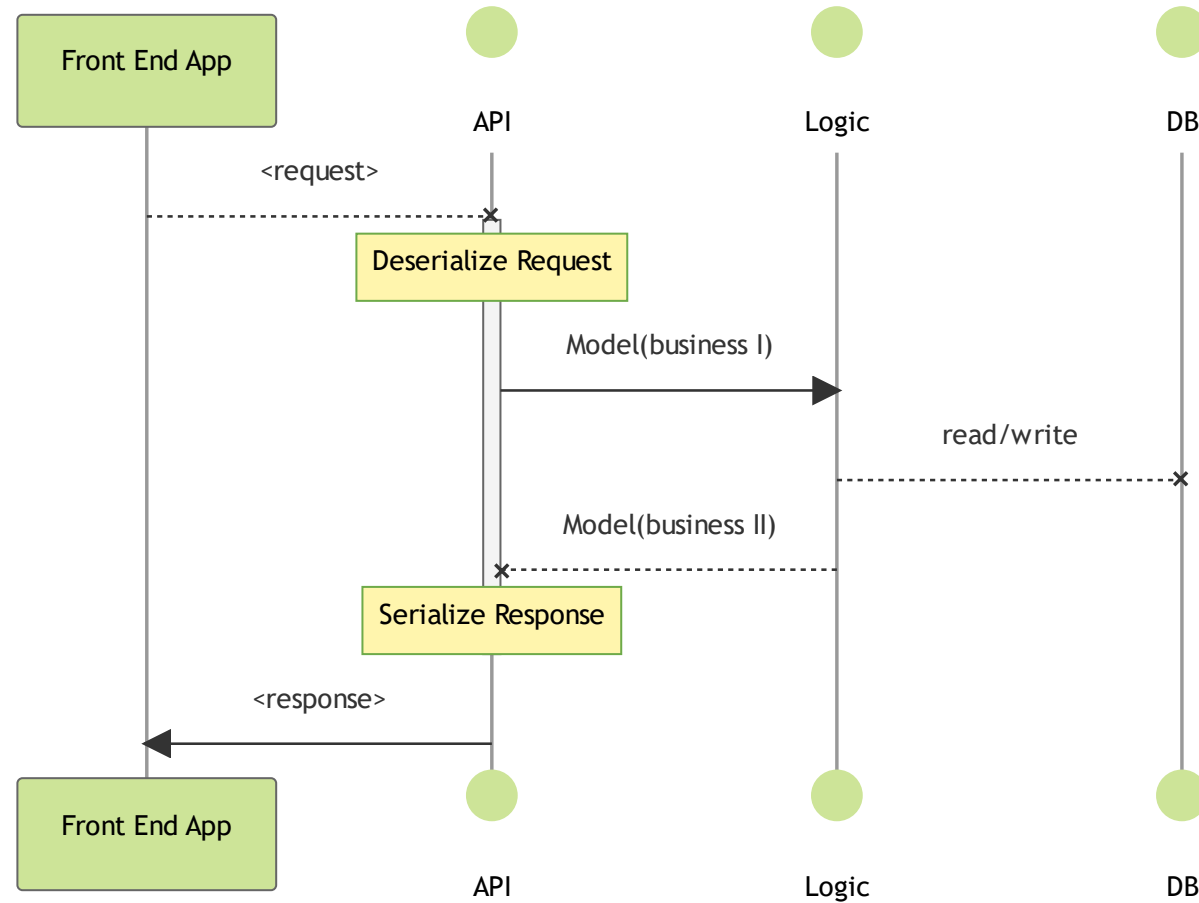 Front End App
API
Logic
DB
<request>
Deserialize Request
Model(business I)
read/write
Model(business II)
Serialize Response
<response>
Front End App
API
Logic
DB